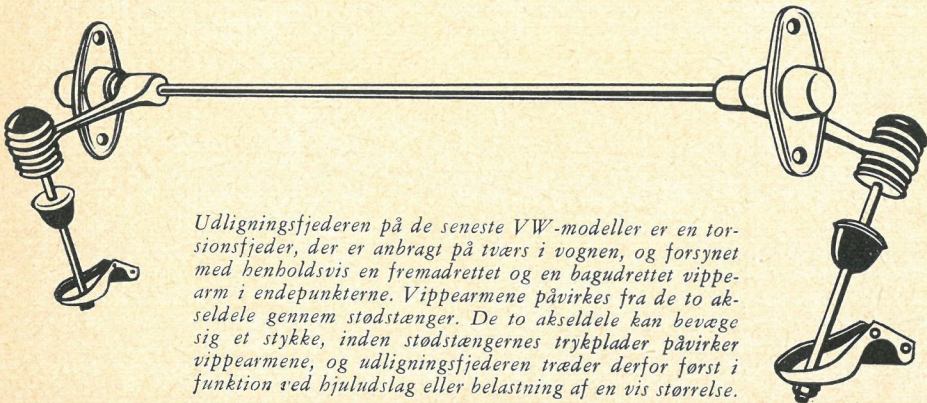 Udligningsfjederen på de seneste VW-modeller er en tor-
sionsfjeder, der er anbragt på tværs i vognen, og forsynet
med henholdsvis en fremadrettet og en bagudrettet vippe-
arm i endepunkterne. Vippearmene påvirkes fra de to ak-
seldele gennem stødstænger. De to akseldele kan bevæge
sig et stykke, inden stødstængernes trykplader påvirker
vippearmene, og udligningsfjederen træder derfor først i
funktion ved hjuludslag eller belastning af en vis størrelse.